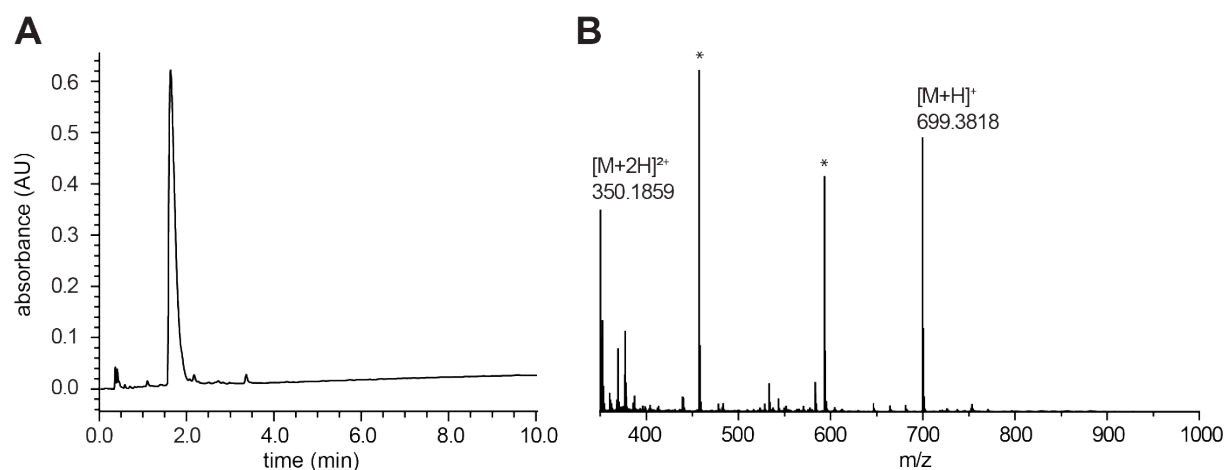 A
absorbance (AU)
0.6
0.5
0.4
0.3
0.2
0.1
0.0
0.0 2.0 4.0 6.0 8.0 10.0
time (min)
B
*
[M+H]⁺
699.3818
*
[M+2H]²⁺
350.1859
400 500 600 700 800 900 1000
m/z